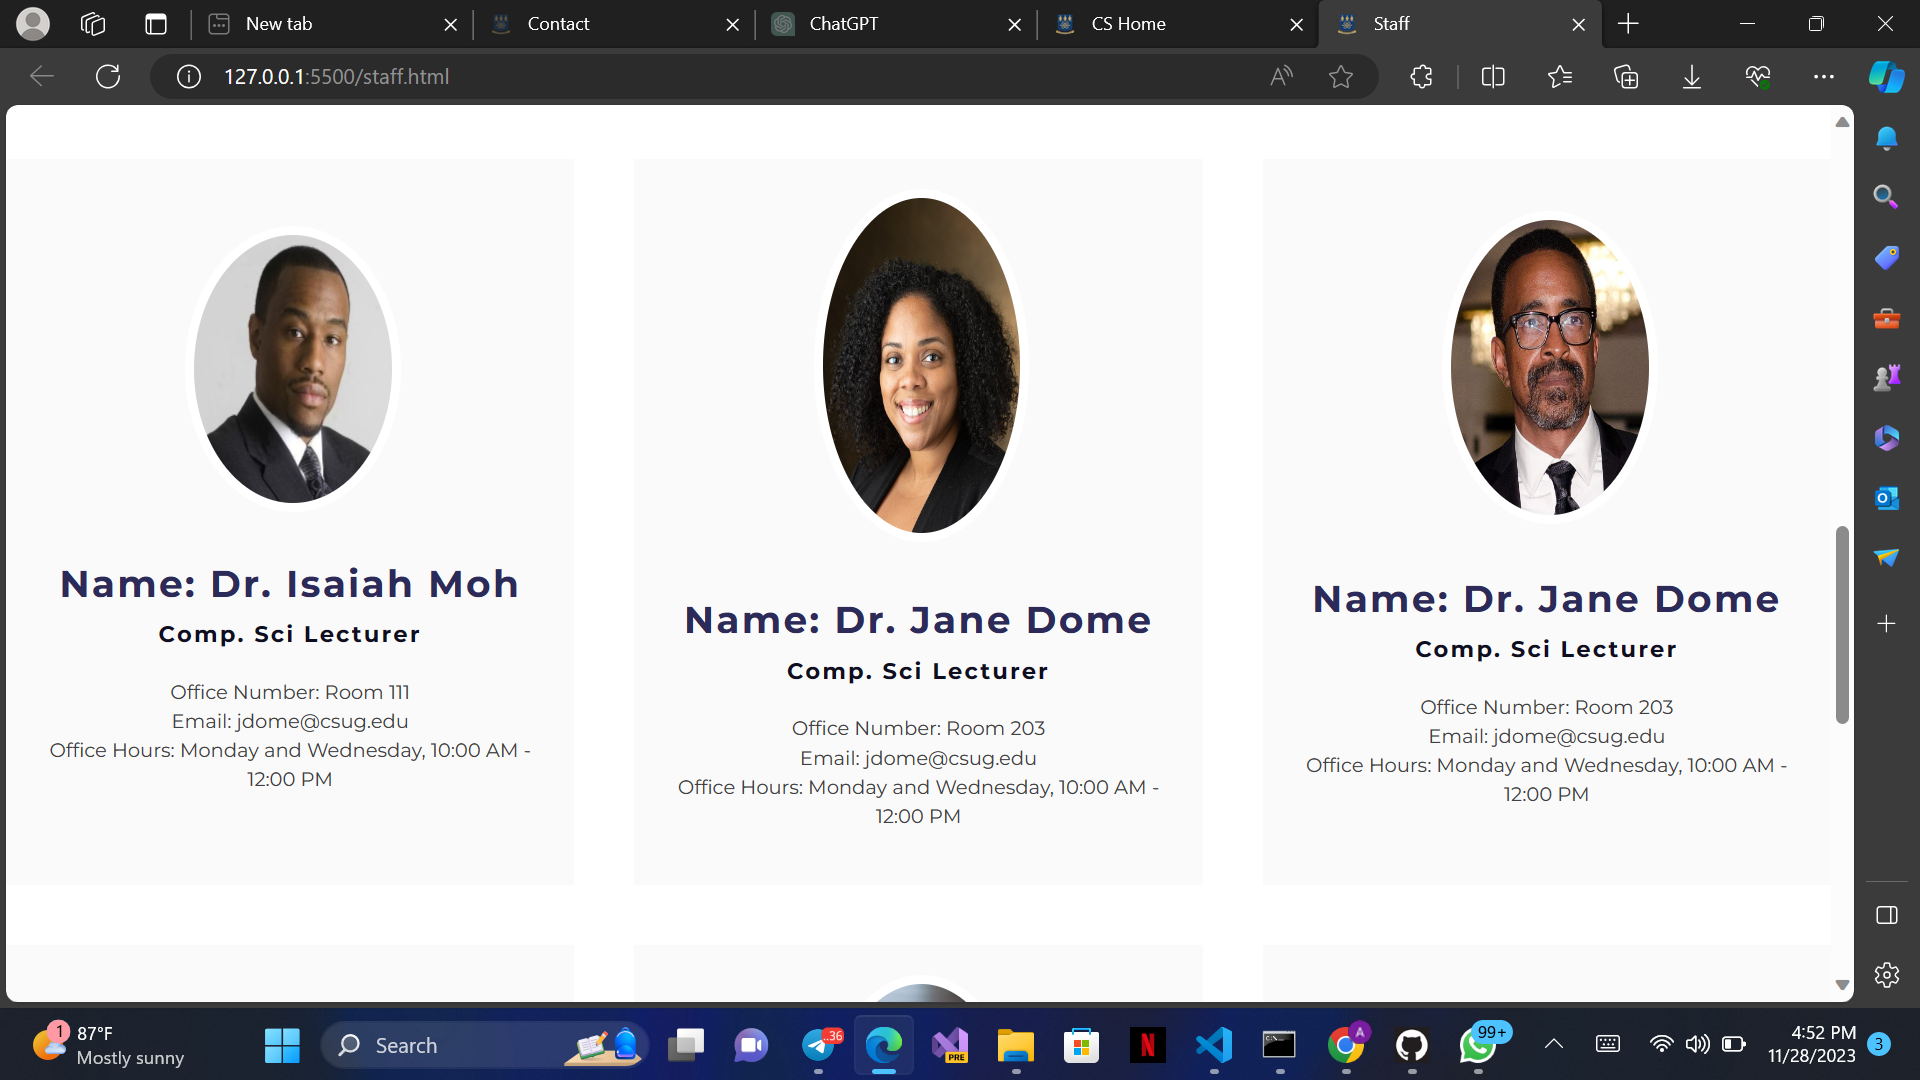 New tab
Contact
ChatGPT
CS Home
Staff
127.0.0.1:5500/staff.html
Name: Dr. Isaiah Moh
Comp. Sci Lecturer
Office Number: Room 111
Email: jdome@csug.edu
Office Hours: Monday and Wednesday, 10:00 AM -
12:00 PM
Name: Dr. Jane Dome
Comp. Sci Lecturer
Office Number: Room 203
Email: jdome@csug.edu
Office Hours: Monday and Wednesday, 10:00 AM -
12:00 PM
Name: Dr. Jane Dome
Comp. Sci Lecturer
Office Number: Room 203
Email: jdome@csug.edu
Office Hours: Monday and Wednesday, 10:00 AM -
12:00 PM
1
87°F
Mostly sunny
Search
..36
PRE
N
A
99+
4:52 PM
11/28/2023
3